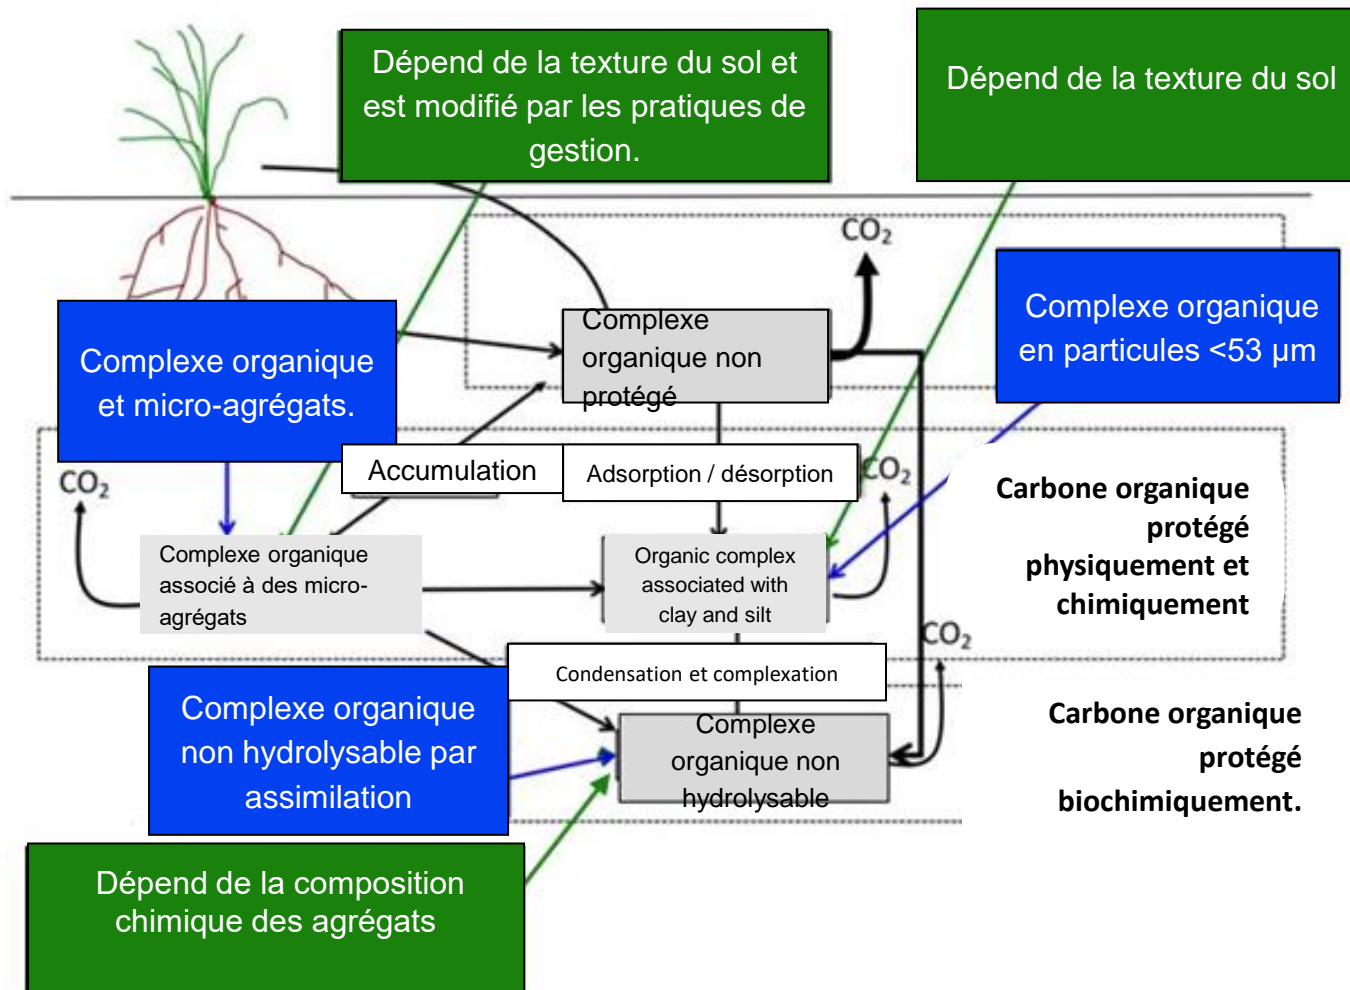 Dépend de la texture du sol et
est modifié par les pratiques de
gestion.
Dépend de la texture du sol
CO₂
Complexe organique
en particules <53 µm
Complexe organique
et micro-agrégats.
Complexe
organique non
protégé
Accumulation
Adsorption / désorption
CO₂
CO₂
Carbone organique
protégé
physiquement et
chimiquement
Complexe organique
associé à des micro-
agrégats
Organic complex
associated with
clay and silt
CO₂
Condensation et complexation
Complexe organique
non hydrolysable par
assimilation
Complexe
organique non
hydrolysable
Carbone organique
protégé
biochimiquement.
Dépend de la composition
chimique des agrégats